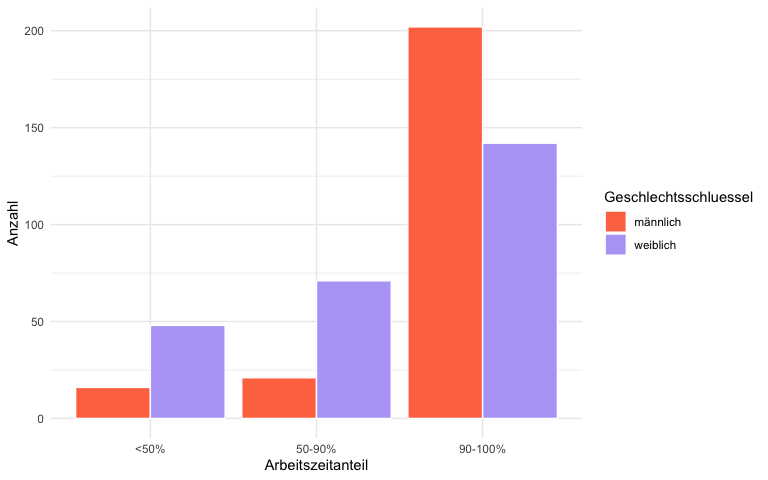 200
150
100
50
0
Anzahl
<50%
50-90%
90-100%
Arbeitszeitanteil
Geschlechtsschluessel
männlich
weiblich